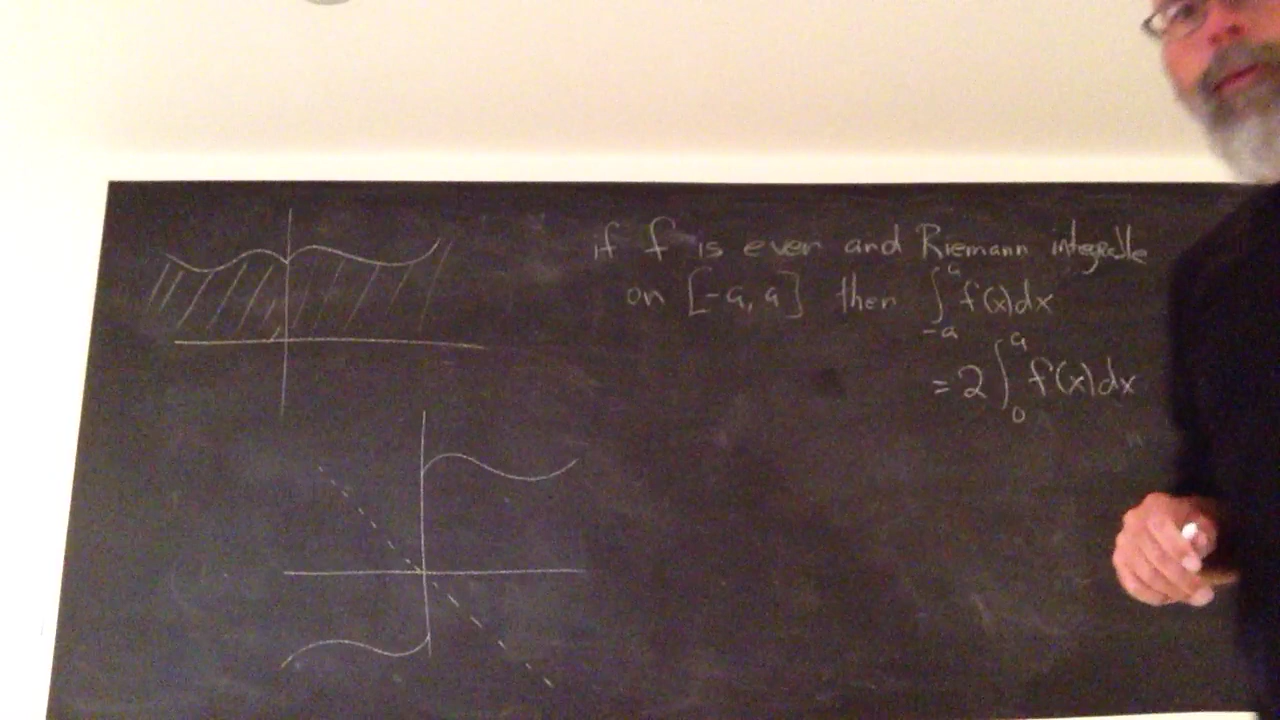 if f is even and Riemann integrable
on [-a, a] then ∫_{-a}^{a} f(x)dx
= 2 ∫_{0}^{a} f(x)dx